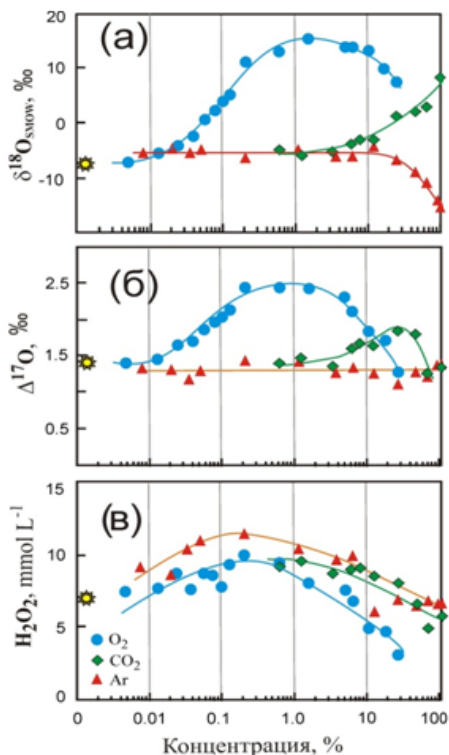 (а)
20
10
0
-10
δ¹⁸O_SMOW, ‰
(б)
2.5
1.5
0.5
Δ¹⁷O, ‰
(в)
15
10
5
0
H₂O₂, mmol L⁻¹
O₂
CO₂
Ar
0 0.01 0.1 1.0 10 100
Концентрация, %